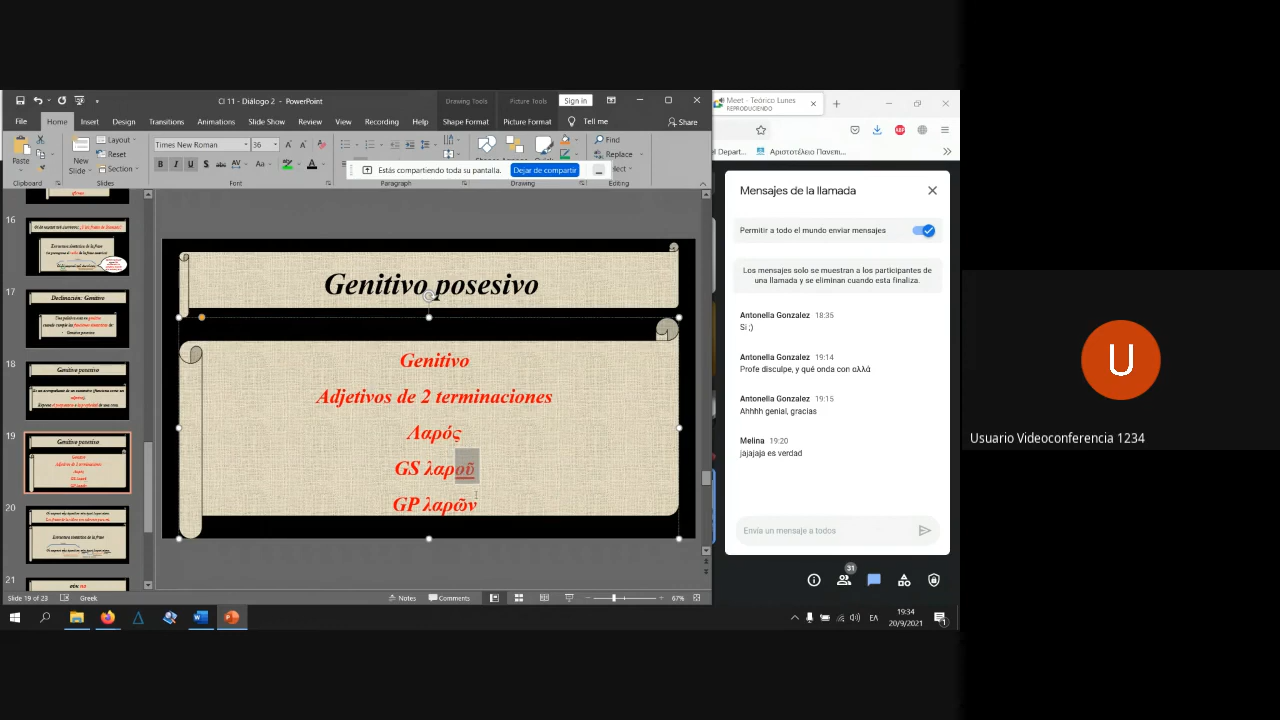 Cl 11 - Diálogo 2 - PowerPoint
Drawing Tools
Picture Tools
Sign in
File Home Insert Design Transitions Animations Slide Show Review View Recording Help Shape Format Picture Format Tell me Share
Paste
New
Slide
Layout
Reset
Section
Times New Roman 36
Find
Replace
Clipboard Slides Font Paragraph Drawing Editing
Estás compartiendo toda su pantalla. Dejar de compartir
16
17
Declinación: Genitivo
18
Genitivo posesivo
19
Genitivo posesivo
20
21
Genitivo posesivo
Genitivo
Adjetivos de 2 terminaciones
Λαρός
GS λαροῦ
GP λαρῶν
Slide 19 of 23 Greek
Notes Comments 67%
Meet - Teórico Lunes
REPRODUCIENDO
Αριστοτέλειο Πανεπι...
Mensajes de la llamada
Permitir a todo el mundo enviar mensajes
Los mensajes solo se muestran a los participantes de
una llamada y se eliminan cuando esta finaliza.
Antonella Gonzalez 18:35
Si ;)
Antonella Gonzalez 19:14
Profe disculpe, y qué onda con αλλά
Antonella Gonzalez 19:15
Ahhhh genial, gracias
Melina 19:20
jajajaja es verdad
Envía un mensaje a todos
31
ΕΛ
19:34
20/9/2021
U
Usuario Videoconferencia 1234